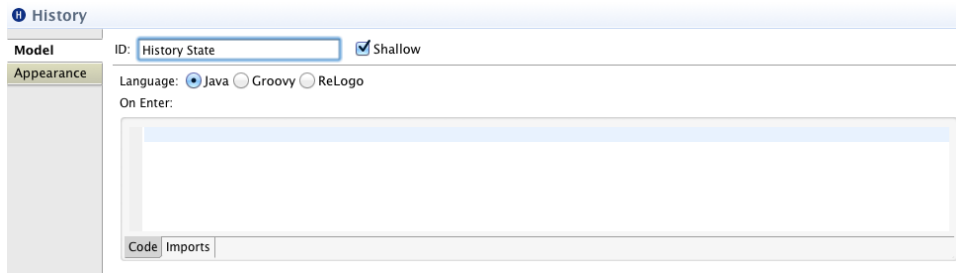 H History
Model
ID: History State Shallow
Appearance
Language: Java Groovy ReLogo
On Enter:
Code Imports